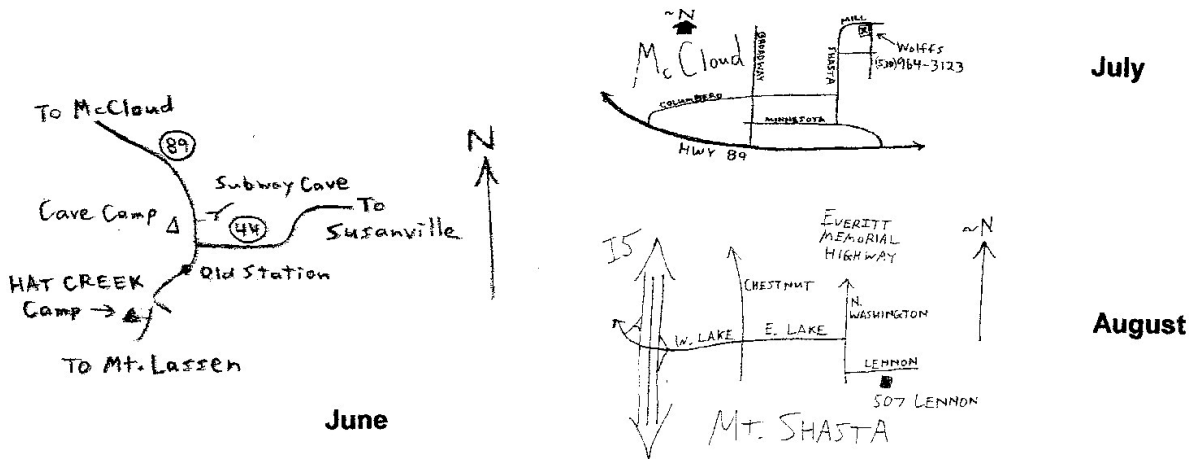 To McCloud
89
Subway Cave
Cave Camp
44
To
Susanville
Old Station
HAT CREEK
Camp →
To Mt. Lassen
N
June
~N
McCloud
BROADWAY
SHASTA
MILL
Wolffs
(530)964-3123
COLUMBERO
MINNESOTA
HWY 89
July
I5
EVERITT
MEMORIAL
HIGHWAY
~N
CHESTNUT
N.
WASHINGTON
W. LAKE
E. LAKE
LENNON
507 LENNON
MT. SHASTA
August